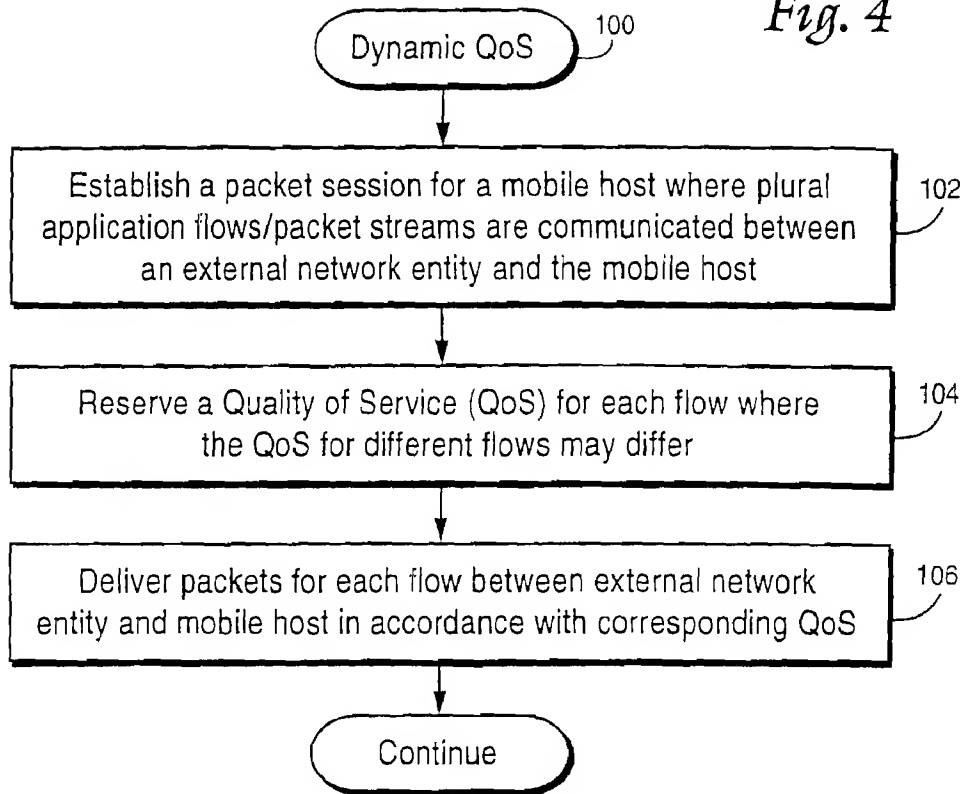 Fig. 4
Dynamic QoS
100
Establish a packet session for a mobile host where plural
application flows/packet streams are communicated between
an external network entity and the mobile host
102
Reserve a Quality of Service (QoS) for each flow where
the QoS for different flows may differ
104
Deliver packets for each flow between external network
entity and mobile host in accordance with corresponding QoS
106
Continue